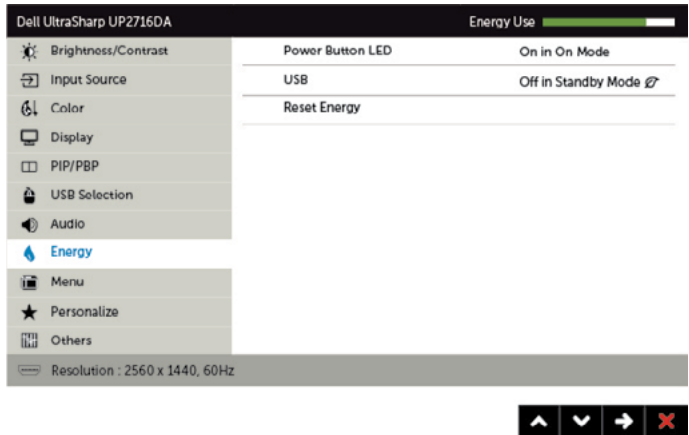 Dell UltraSharp UP2716DA Energy Use
Brightness/Contrast Power Button LED On in On Mode
Input Source USB Off in Standby Mode
Color Reset Energy
Display
PIP/PBP
USB Selection
Audio
Energy
Menu
Personalize
Others
Resolution : 2560 x 1440, 60Hz